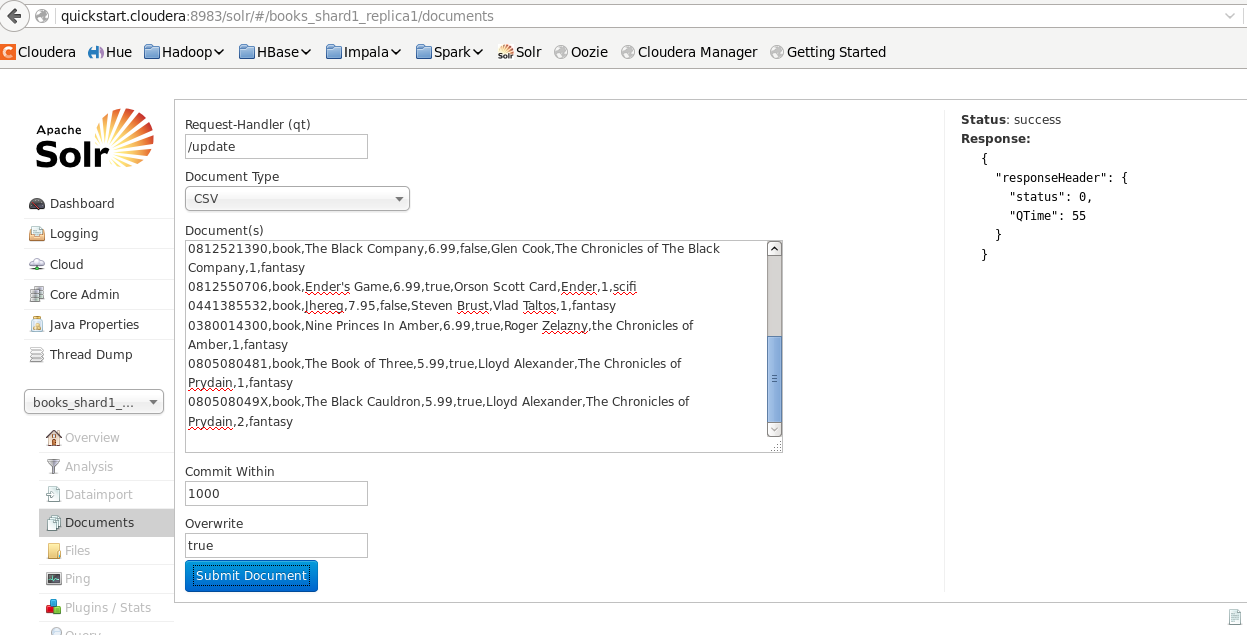 quickstart.cloudera:8983/solr/#/books_shard1_replica1/documents
Cloudera Hue Hadoop HBase Impala Spark Solr Oozie Cloudera Manager Getting Started
Apache
Solr
Dashboard
Logging
Cloud
Core Admin
Java Properties
Thread Dump
books_shard1_...
Overview
Analysis
Dataimport
Documents
Files
Ping
Plugins / Stats
Query
Request-Handler (qt)
/update
Document Type
CSV
Document(s)
0812521390,book,The Black Company,6.99,false,Glen Cook,The Chronicles of The Black
Company,1,fantasy
0812550706,book,Ender's Game,6.99,true,Orson Scott Card,Ender,1,scifi
0441385532,book,Jhereg,7.95,false,Steven Brust,Vlad Taltos,1,fantasy
0380014300,book,Nine Princes In Amber,6.99,true,Roger Zelazny,the Chronicles of
Amber,1,fantasy
0805080481,book,The Book of Three,5.99,true,Lloyd Alexander,The Chronicles of
Prydain,1,fantasy
080508049X,book,The Black Cauldron,5.99,true,Lloyd Alexander,The Chronicles of
Prydain,2,fantasy
Commit Within
1000
Overwrite
true
Submit Document
Status: success
Response:
{
"responseHeader": {
"status": 0,
"QTime": 55
}
}